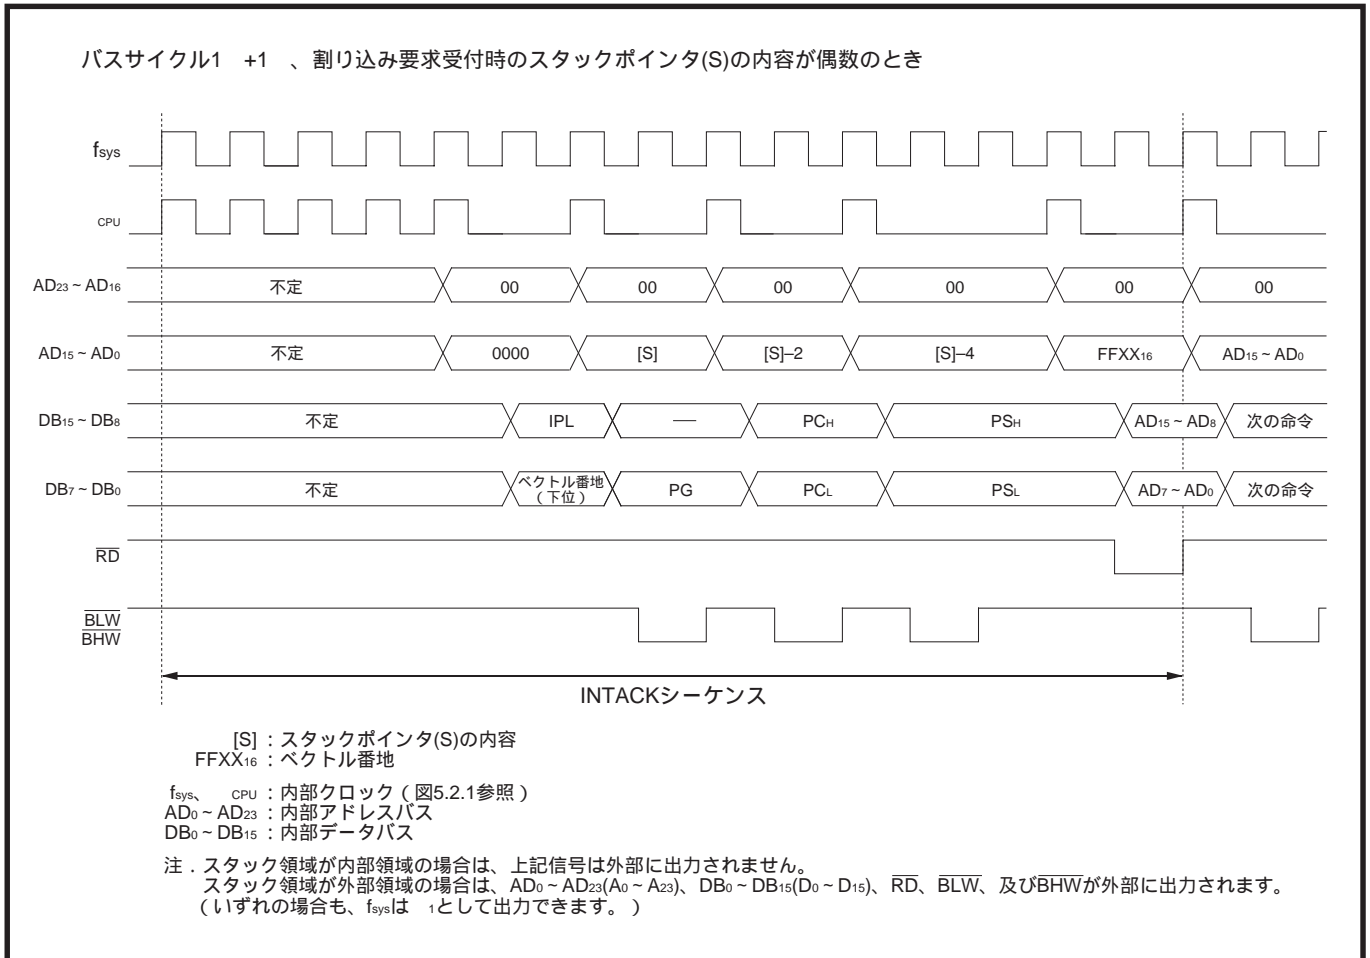 バスサイクル1 +1 、割り込み要求受付時のスタックポインタ(S)の内容が偶数のとき
fsys
CPU
AD23 ~ AD16 不定 00 00 00 00 00 00
AD15 ~ AD0 不定 0000 [S] [S]–2 [S]–4 FFXX16 AD15 ~ AD0
DB15 ~ DB8 不定 IPL — PCH PSH AD15 ~ AD8 次の命令
DB7 ~ DB0 不定 ベクトル番地（下位） PG PCL PSL AD7 ~ AD0 次の命令
RD
BLW
BHW
INTACKシーケンス
[S] : スタックポインタ(S)の内容
FFXX16 : ベクトル番地
fsys、 CPU : 内部クロック（図5.2.1参照）
AD0 ~ AD23 : 内部アドレスバス
DB0 ~ DB15 : 内部データバス
注．スタック領域が内部領域の場合は、上記信号は外部に出力されません。
スタック領域が外部領域の場合は、AD0 ~ AD23(A0 ~ A23)、DB0 ~ DB15(D0 ~ D15)、RD、BLW、及びBHWが外部に出力されます。
（いずれの場合も、fsysは 1として出力できます。）